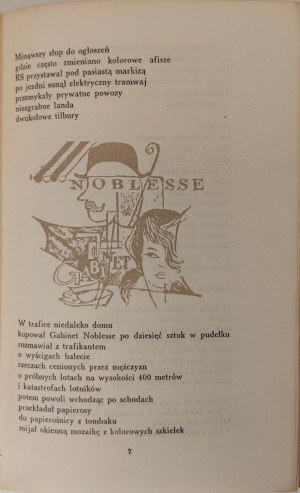 Minąwszy słup do ogłoszeń
gdzie często zmieniano kolorowe afisze
RS przystawał pod pasiastą markizą
po jezdni sunął elektryczny tramwaj
przemykały prywatne powozy
niezgrabne landa
dwukołowe tilbury
NOBLESSE
GABINET
W trafice niedaleko domu
kupował Gabinet Noblesse po dziesięć sztuk w pudełku
rozmawiał z trafikantem
o wyścigach balecie
rzeczach cenionych przez mężczyzn
o próbnych lotach na wysokości 400 metrów
i katastrofach lotników
potem powoli wchodząc po schodach
przekładał papierosy
do papierośnicy z tombaku
mijał okienną mozaikę z kolorowych szkiełek
7